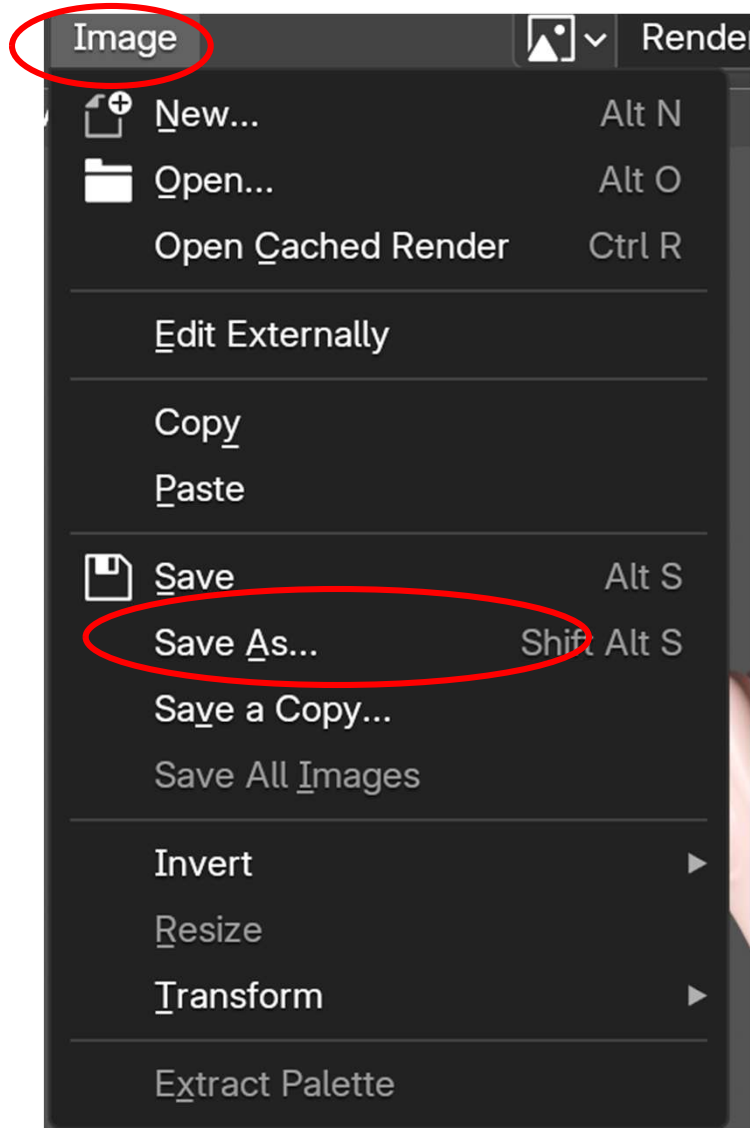 Image Render
New... Alt N
Open... Alt O
Open Cached Render Ctrl R
Edit Externally
Copy
Paste
Save Alt S
Save As... Shift Alt S
Save a Copy...
Save All Images
Invert
Resize
Transform
Extract Palette